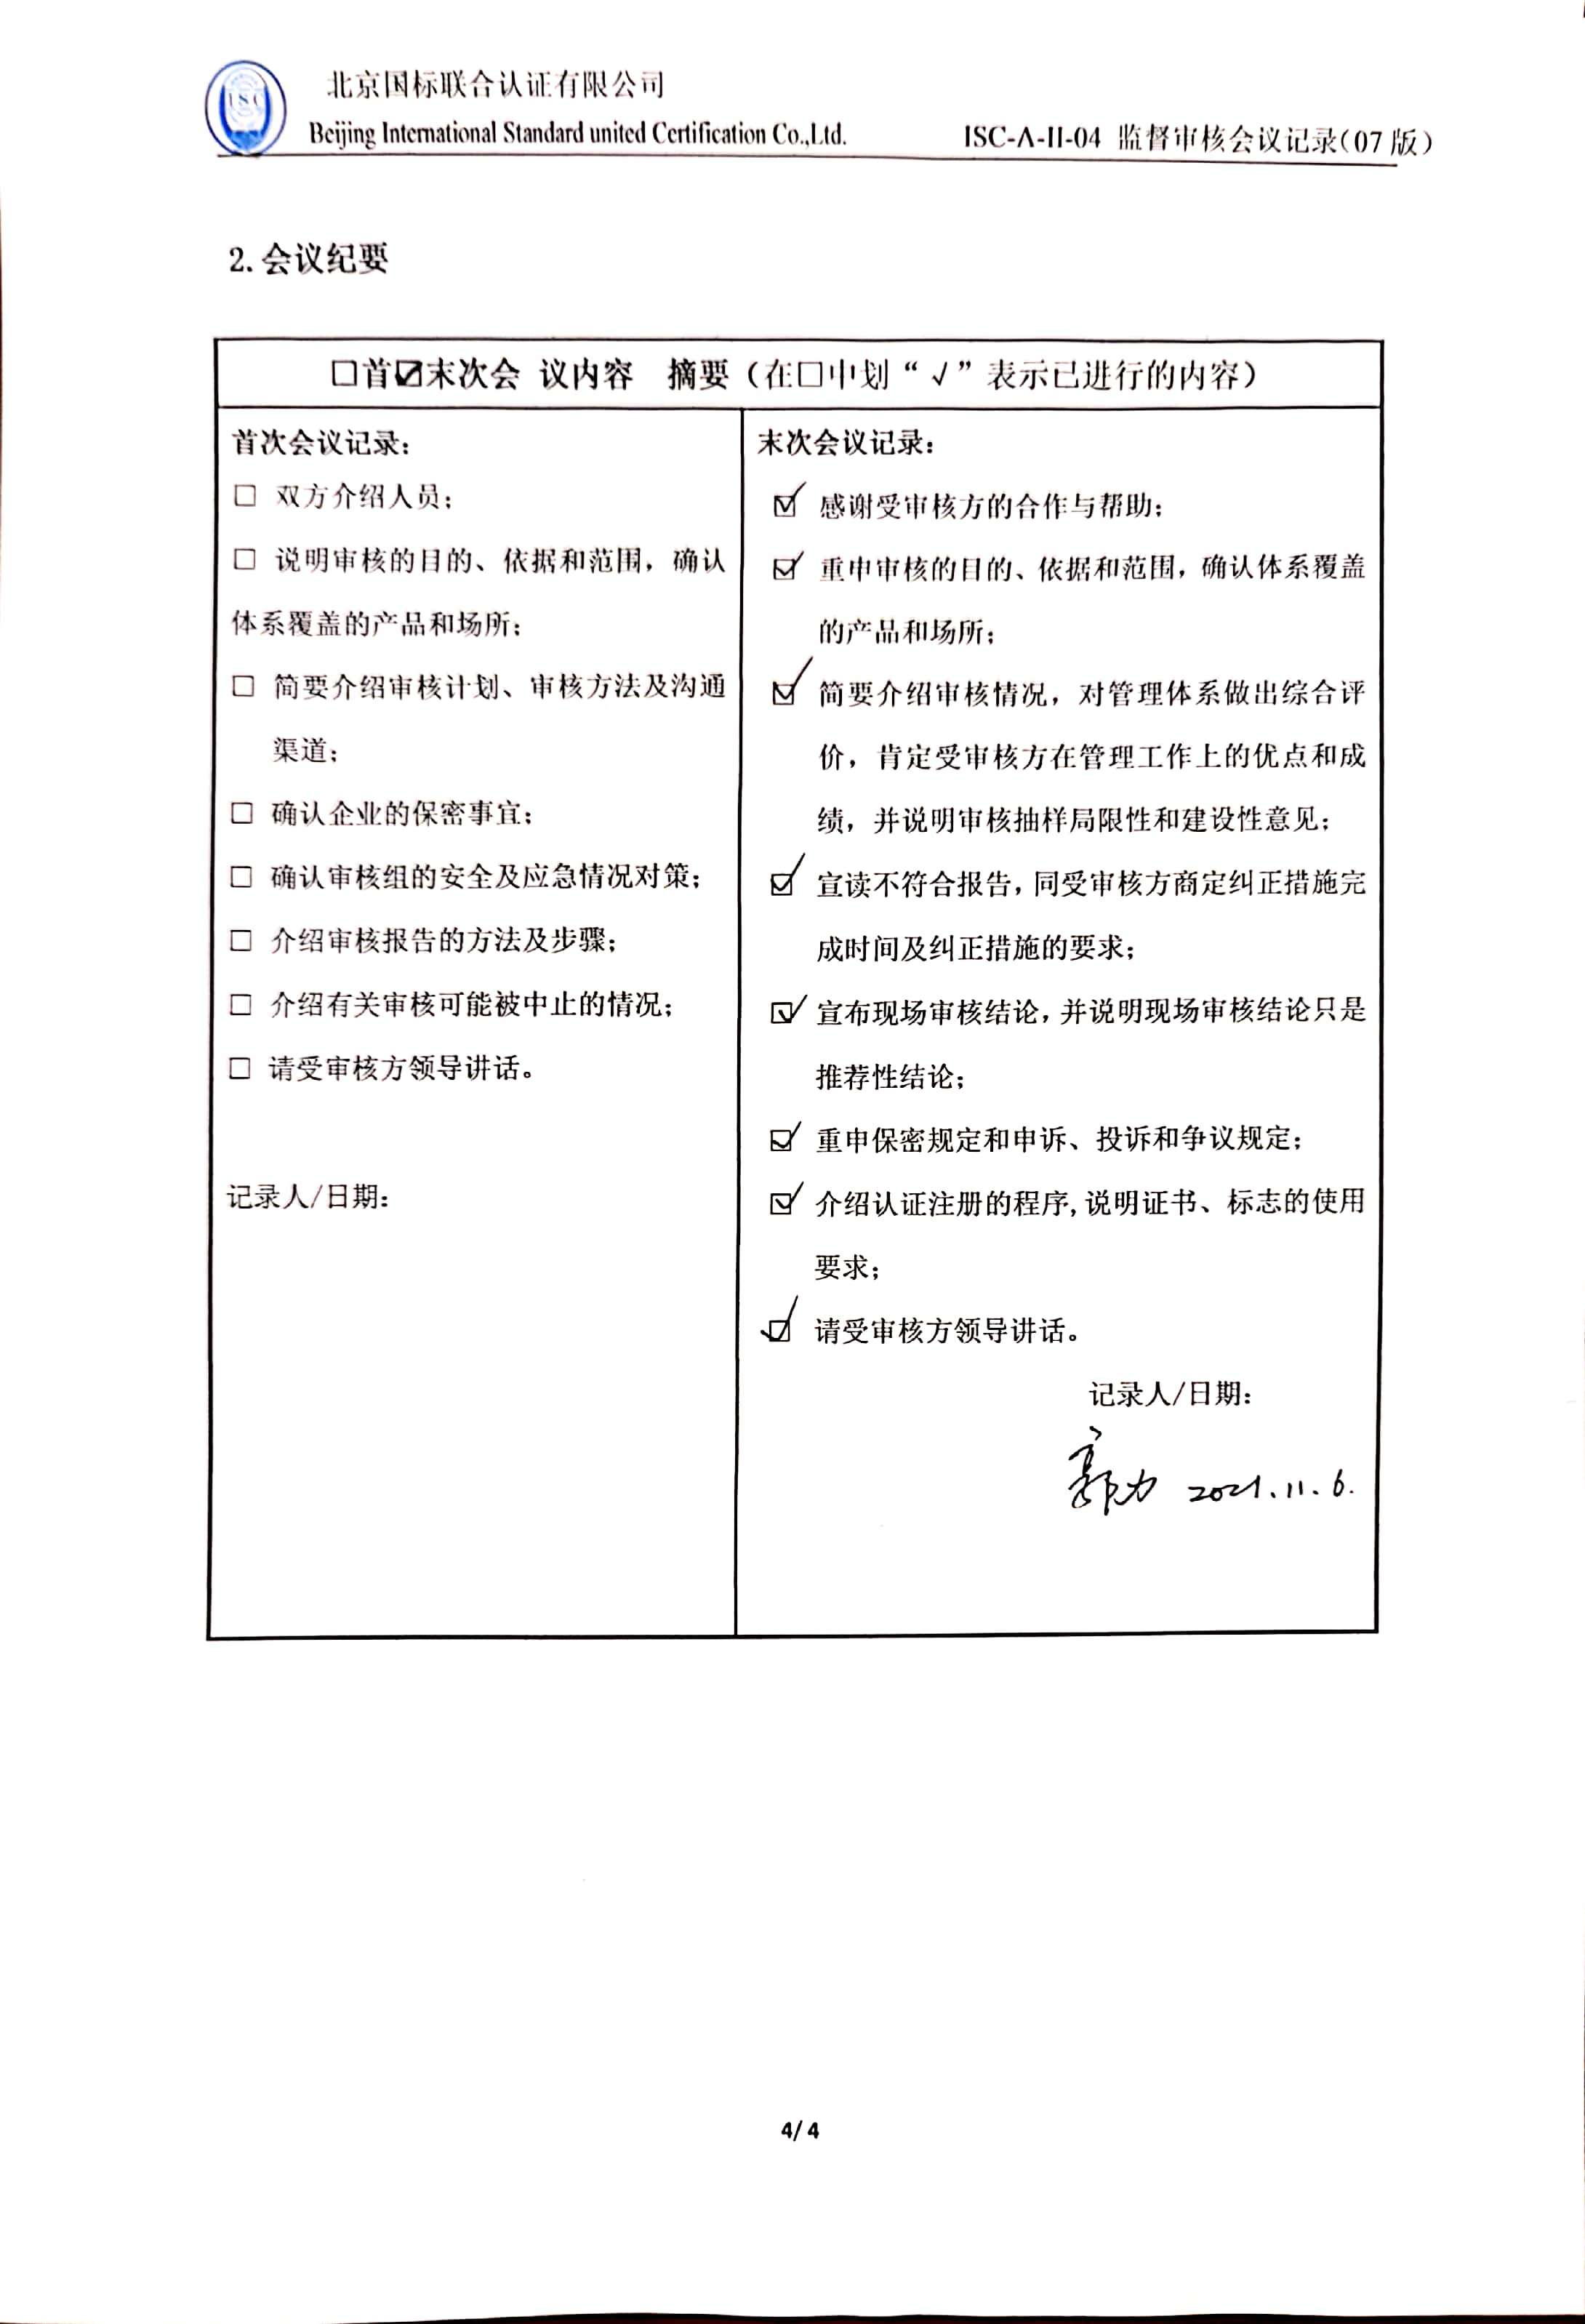 ISC
北京国标联合认证有限公司
Beijing International Standard united Certification Co.,Ltd.
ISC-A-II-04 监督审核会议记录(07版)
2.会议纪要
□首☑末次会 议内容 摘要（在□中划“√”表示已进行的内容）
首次会议记录：
□ 双方介绍人员；
□ 说明审核的目的、依据和范围，确认
体系覆盖的产品和场所；
□ 简要介绍审核计划、审核方法及沟通
渠道；
□ 确认企业的保密事宜；
□ 确认审核组的安全及应急情况对策；
□ 介绍审核报告的方法及步骤；
□ 介绍有关审核可能被中止的情况；
□ 请受审核方领导讲话。
记录人/日期：
末次会议记录：
☑ 感谢受审核方的合作与帮助；
☑ 重申审核的目的、依据和范围，确认体系覆盖
的产品和场所；
☑ 简要介绍审核情况，对管理体系做出综合评
价，肯定受审核方在管理工作上的优点和成
绩，并说明审核抽样局限性和建设性意见；
☑ 宣读不符合报告，同受审核方商定纠正措施完
成时间及纠正措施的要求；
☑ 宣布现场审核结论，并说明现场审核结论只是
推荐性结论；
☑ 重申保密规定和申诉、投诉和争议规定；
☑ 介绍认证注册的程序,说明证书、标志的使用
要求；
☑ 请受审核方领导讲话。
记录人/日期：
郭力 2021.11.6.
4/4